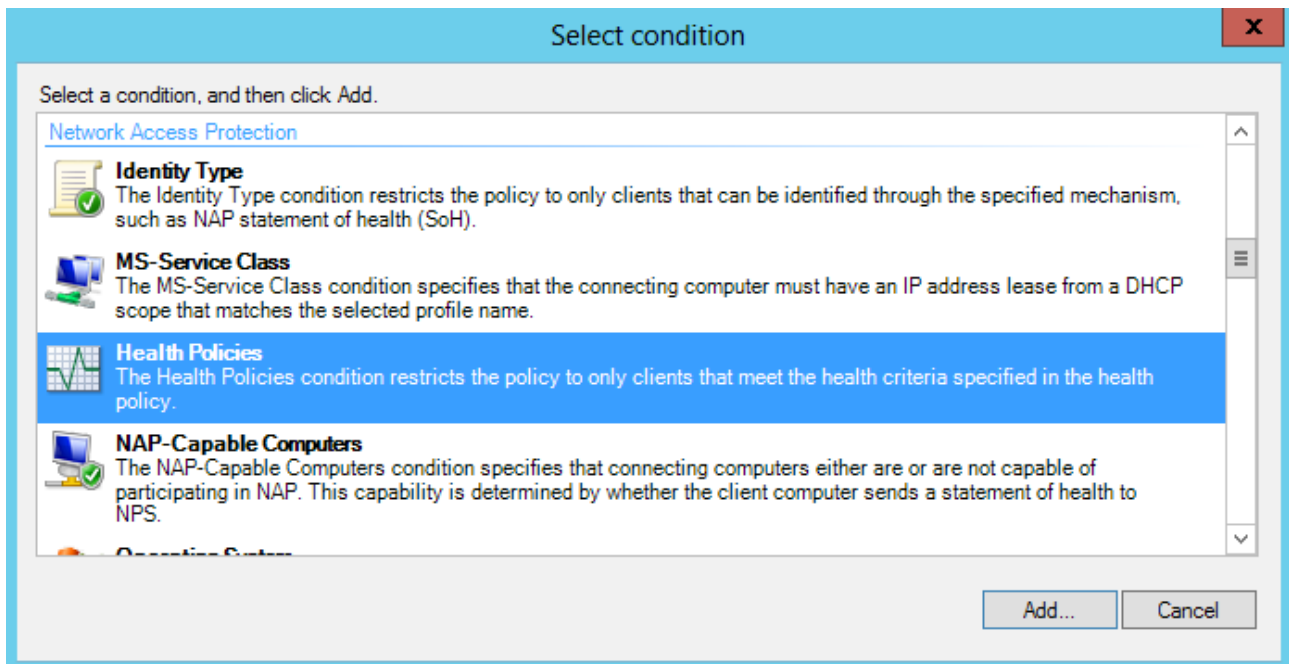 Select condition
x
Select a condition, and then click Add.
Network Access Protection
Identity Type
The Identity Type condition restricts the policy to only clients that can be identified through the specified mechanism,
such as NAP statement of health (SoH).
MS-Service Class
The MS-Service Class condition specifies that the connecting computer must have an IP address lease from a DHCP
scope that matches the selected profile name.
Health Policies
The Health Policies condition restricts the policy to only clients that meet the health criteria specified in the health
policy.
NAP-Capable Computers
The NAP-Capable Computers condition specifies that connecting computers either are or are not capable of
participating in NAP. This capability is determined by whether the client computer sends a statement of health to
NPS.
Operating System
Add...
Cancel